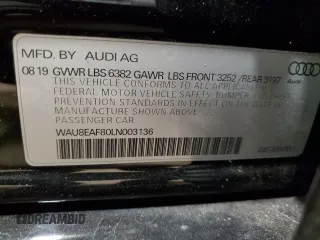 MFD. BY AUDI AG
08 19 GVWR LBS 6382 GAWR LBS FRONT 3252 / REAR 3197
THIS VEHICLE CONFORMS TO ALL APPLICABLE
FEDERAL MOTOR VEHICLE SAFETY, BUMPER, AND THEFT
PREVENTION STANDARDS IN EFFECT ON THE
DATE OF MANUFACTURE SHOWN ABOVE
PASSENGER CAR
WAU8EAF80LN003136
Audi
DREAMBID